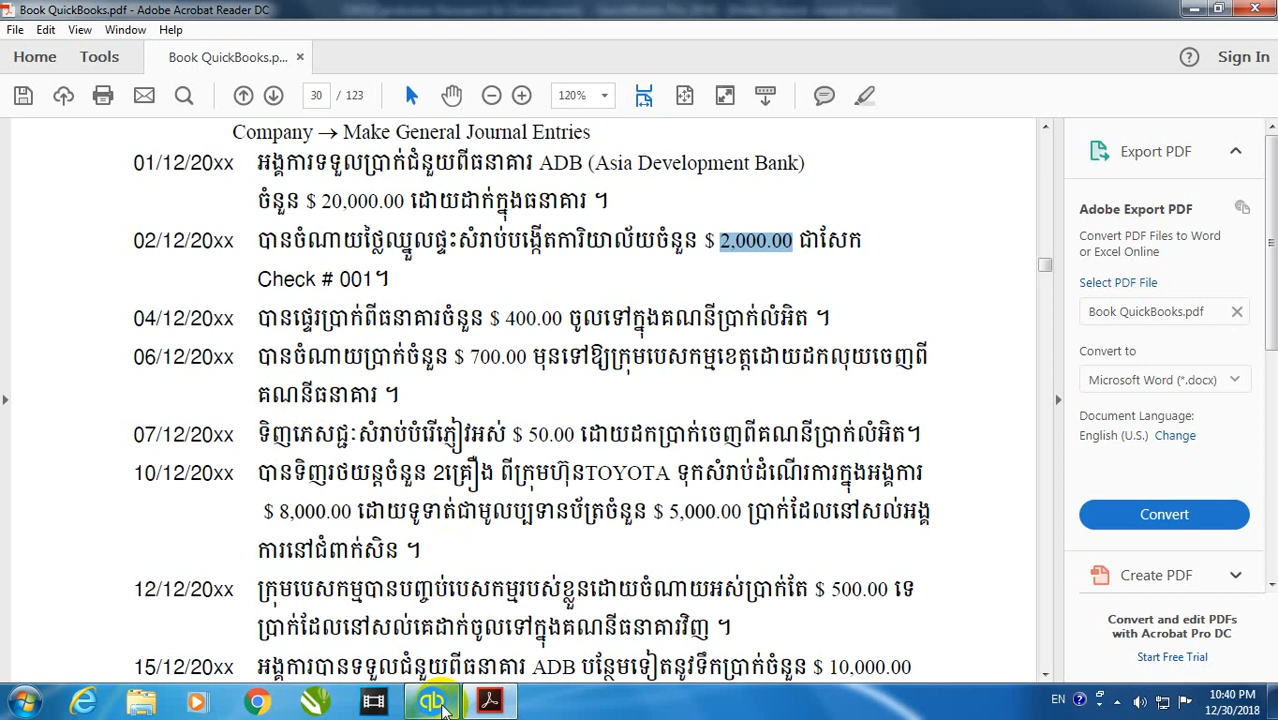 Book QuickBooks.pdf - Adobe Acrobat Reader DC
File Edit View Window Help
Home Tools Book QuickBooks.p... × Sign In
30 / 123 120%
Company → Make General Journal Entries
01/12/20xx អង្គការទទួលប្រាក់ជំនួយពីធនាគារ ADB (Asia Development Bank)
ចំនួន $ 20,000.00 ដោយដាក់ក្នុងធនាគារ ។
02/12/20xx បានចំណាយថ្លៃឈ្នួលផ្ទះសំរាប់បង្កើតការិយាល័យចំនួន $ 2,000.00 ជាសែក
Check # 001។
04/12/20xx បានផ្ទេរប្រាក់ពីធនាគារចំនួន $ 400.00 ចូលទៅក្នុងគណនីប្រាក់លំអិត ។
06/12/20xx បានចំណាយប្រាក់ចំនួន $ 700.00 មុនទៅឱ្យក្រុមបេសកម្មខេត្តដោយដកលុយចេញពី
គណនីធនាគារ ។
07/12/20xx ទិញភេសជ្ជៈសំរាប់បំរើភ្ញៀវអស់ $ 50.00 ដោយដកប្រាក់ចេញពីគណនីប្រាក់លំអិត។
10/12/20xx បានទិញរថយន្តចំនួន 2គ្រឿង ពីក្រុមហ៊ុនTOYOTA ទុកសំរាប់ដំណើរការក្នុងអង្គការ
$ 8,000.00 ដោយទូទាត់ជាមូលប្បទានប័ត្រចំនួន $ 5,000.00 ប្រាក់ដែលនៅសល់អង្គ
ការនៅជំពាក់សិន ។
12/12/20xx ក្រុមបេសកម្មបានបញ្ចប់បេសកម្មរបស់ខ្លួនដោយចំណាយអស់ប្រាក់តែ $ 500.00 ទេ
ប្រាក់ដែលនៅសល់គេដាក់ចូលទៅក្នុងគណនីធនាគារវិញ ។
15/12/20xx អង្គការបានទទួលជំនួយពីធនាគារ ADB បន្ថែមទៀតនូវទឹកប្រាក់ចំនួន $ 10,000.00
Export PDF
Adobe Export PDF
Convert PDF Files to Word
or Excel Online
Select PDF File
Book QuickBooks.pdf
Convert to
Microsoft Word (*.docx)
Document Language:
English (U.S.) Change
Convert
Create PDF
Convert and edit PDFs
with Acrobat Pro DC
Start Free Trial
EN 10:40 PM
12/30/2018